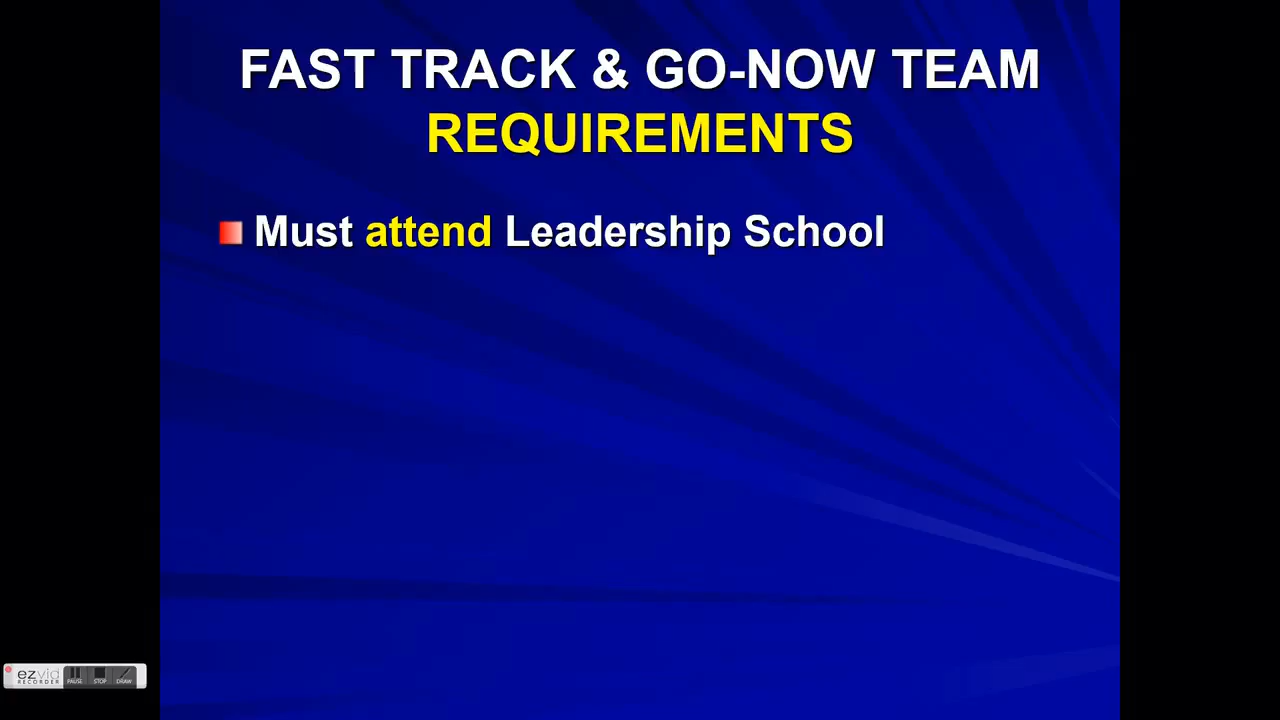 FAST TRACK & GO-NOW TEAM
REQUIREMENTS
Must attend Leadership School
ezvid
RECORDER
PAUSE STOP DRAW